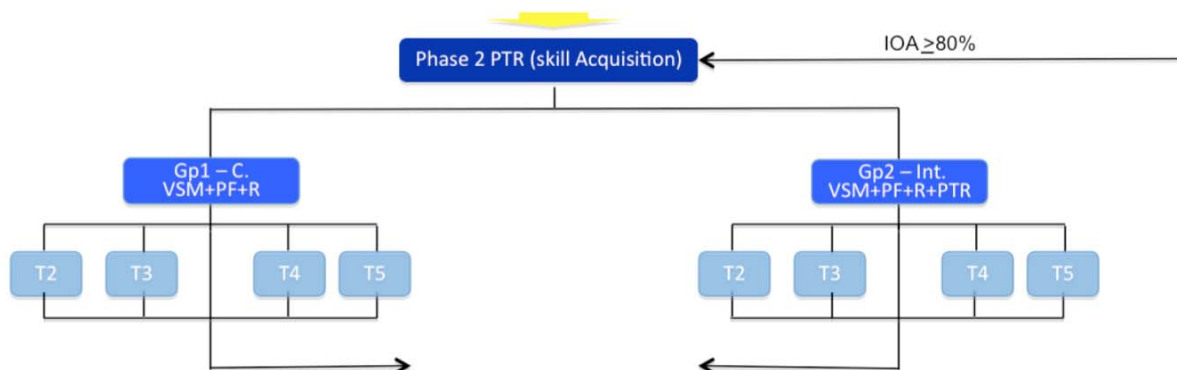 IOA ≥80%
Phase 2 PTR (skill Acquisition)
Gp1 – C.
VSM+PF+R
Gp2 – Int.
VSM+PF+R+PTR
T2
T3
T4
T5
T2
T3
T4
T5